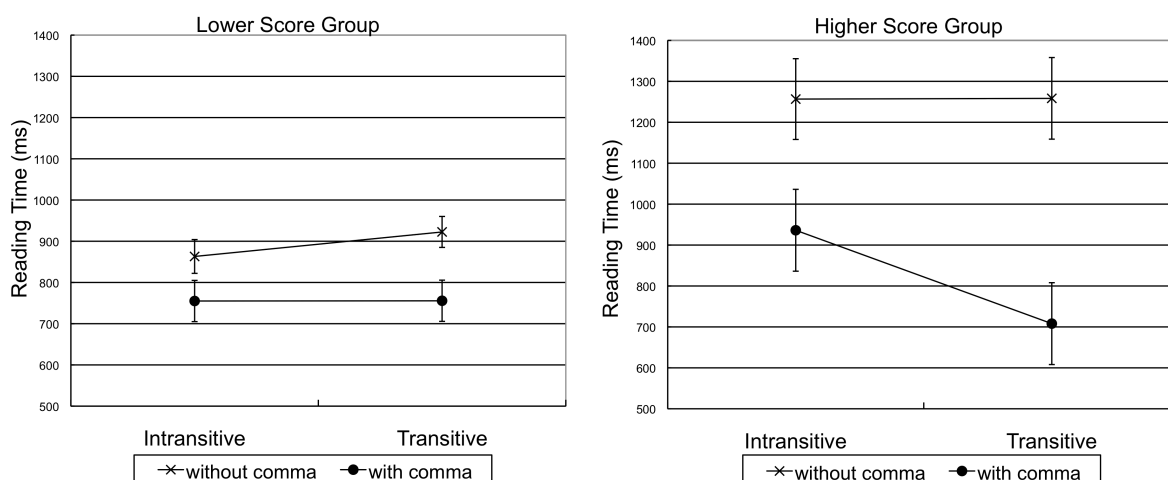 Lower Score Group
Reading Time (ms)
1400
1300
1200
1100
1000
900
800
700
600
500
Intransitive Transitive
without comma with comma
Higher Score Group
Reading Time (ms)
1400
1300
1200
1100
1000
900
800
700
600
500
Intransitive Transitive
without comma with comma